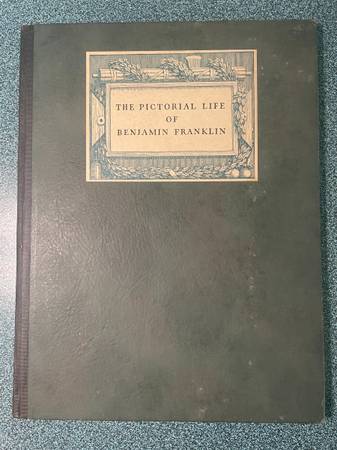 THE PICTORIAL LIFE
OF
BENJAMIN FRANKLIN